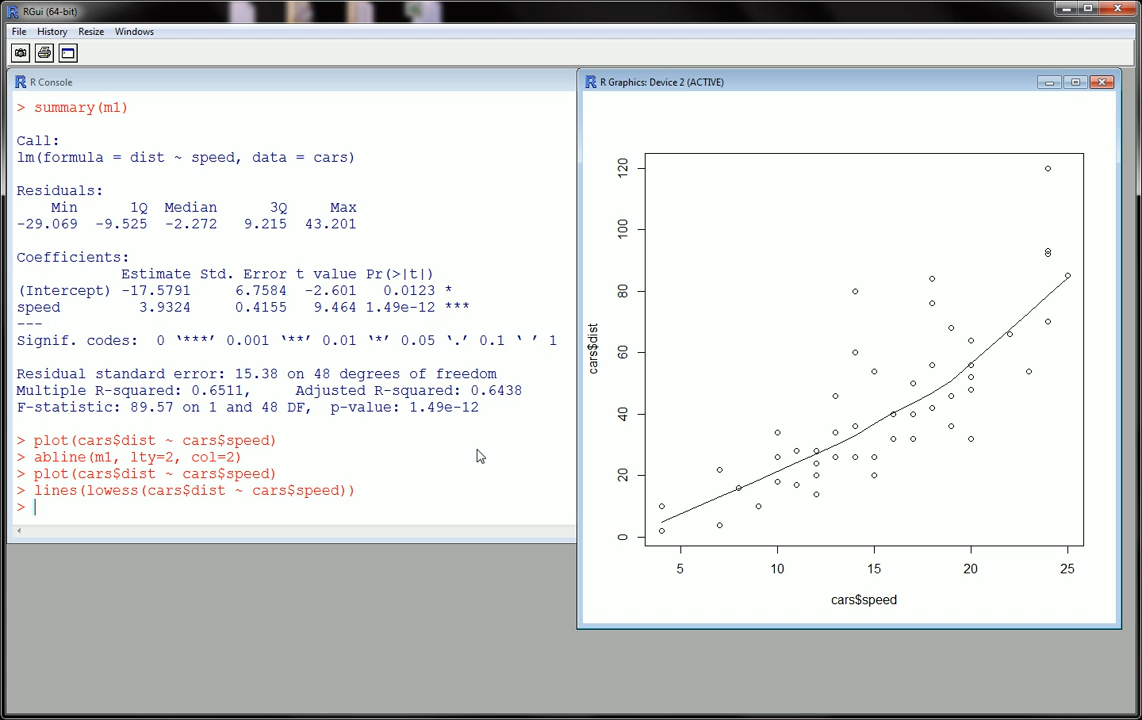 RGui (64-bit)
File History Resize Windows
R Console
> summary(m1)
Call:
lm(formula = dist ~ speed, data = cars)
Residuals:
Min 1Q Median 3Q Max
-29.069 -9.525 -2.272 9.215 43.201
Coefficients:
Estimate Std. Error t value Pr(>|t|)
(Intercept) -17.5791 6.7584 -2.601 0.0123 *
speed 3.9324 0.4155 9.464 1.49e-12 ***
---
Signif. codes: 0 ‘***’ 0.001 ‘**’ 0.01 ‘*’ 0.05 ‘.’ 0.1 ‘ ’ 1
Residual standard error: 15.38 on 48 degrees of freedom
Multiple R-squared: 0.6511, Adjusted R-squared: 0.6438
F-statistic: 89.57 on 1 and 48 DF, p-value: 1.49e-12
> plot(cars$dist ~ cars$speed)
> abline(m1, lty=2, col=2)
> plot(cars$dist ~ cars$speed)
> lines(lowess(cars$dist ~ cars$speed))
>
R Graphics: Device 2 (ACTIVE)
120
100
80
60
40
20
0
cars$dist
5 10 15 20 25
cars$speed